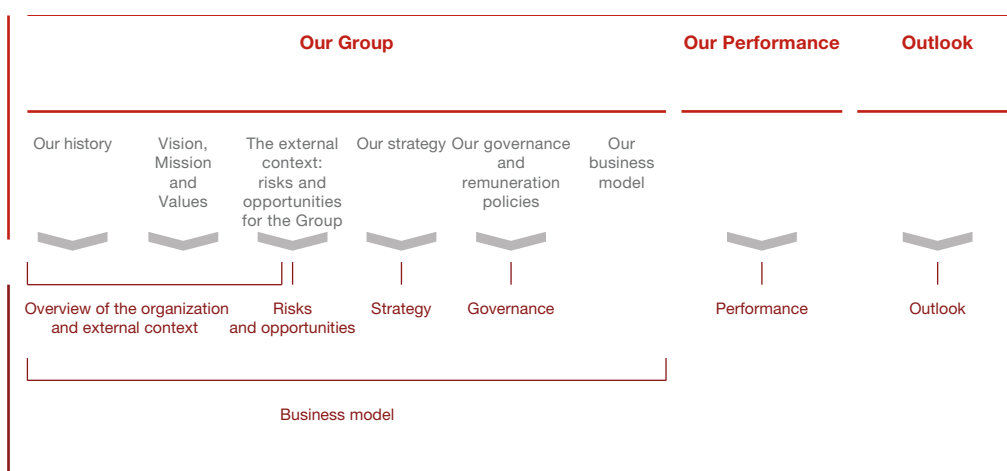 Our Group
Our Performance
Outlook
Our history
Vision,
Mission
and
Values
The external
context:
risks and
opportunities
for the Group
Our strategy
Our governance
and
remuneration
policies
Our
business
model
Overview of the organization
and external context
Risks
and opportunities
Strategy
Governance
Performance
Outlook
Business model